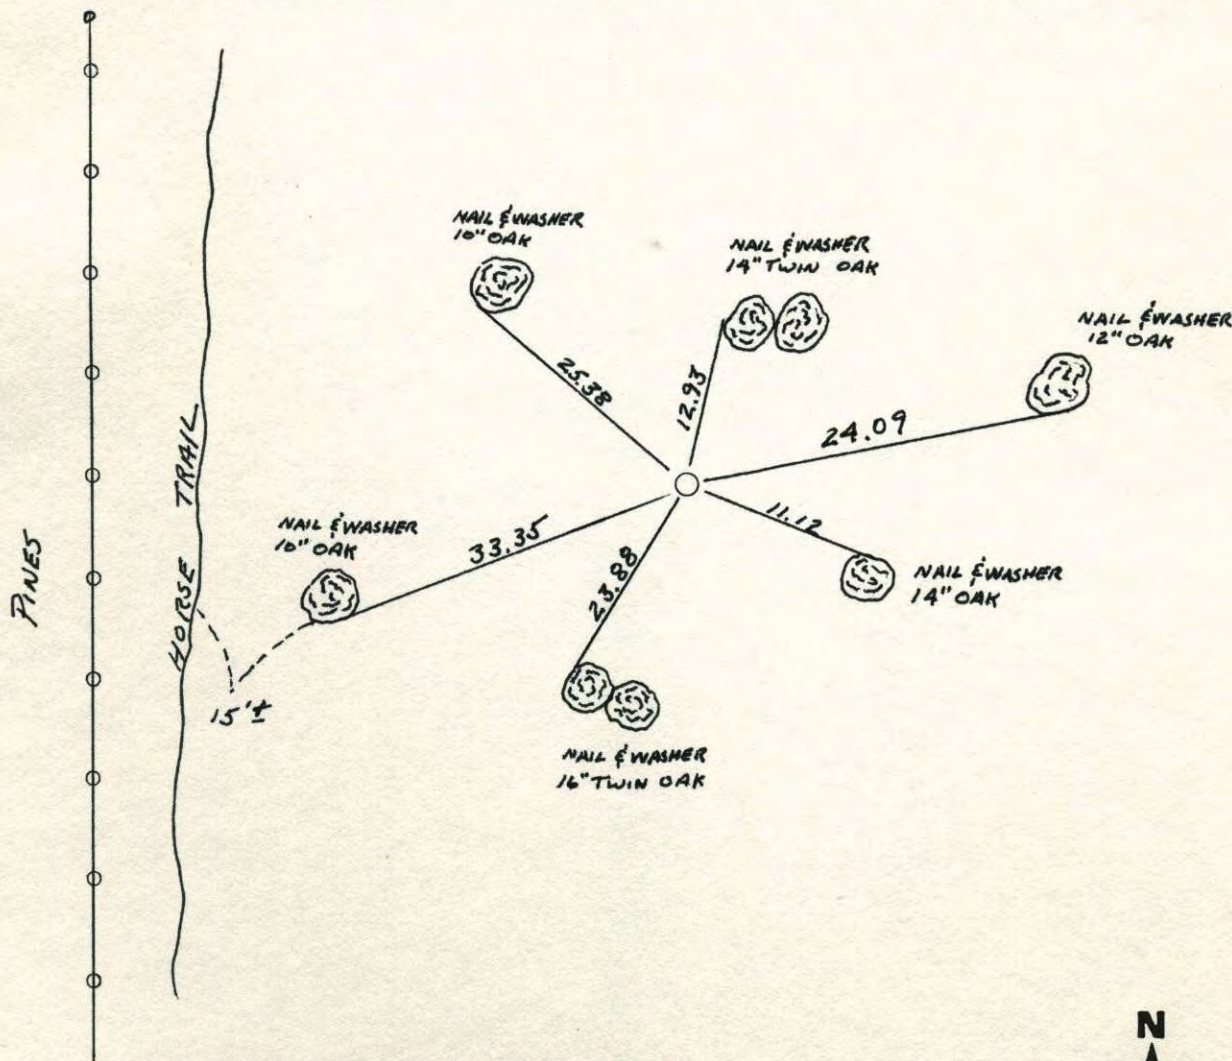 NAIL & WASHER
10" OAK
NAIL & WASHER
14" TWIN OAK
NAIL & WASHER
12" OAK
25.38
12.93
24.09
HORSE TRAIL
PINES
NAIL & WASHER
10" OAK
33.35
11.12
23.88
NAIL & WASHER
14" OAK
15'±
NAIL & WASHER
16" TWIN OAK
N